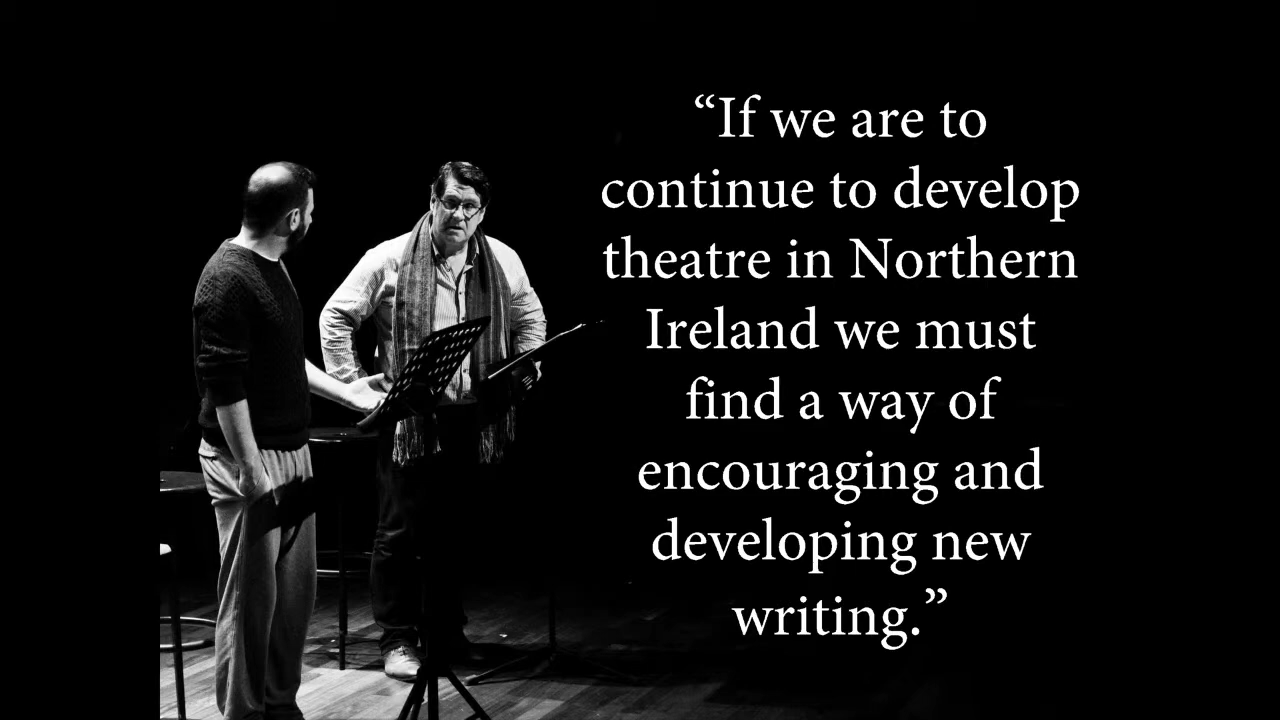 “If we are to
continue to develop
theatre in Northern
Ireland we must
find a way of
encouraging and
developing new
writing.”